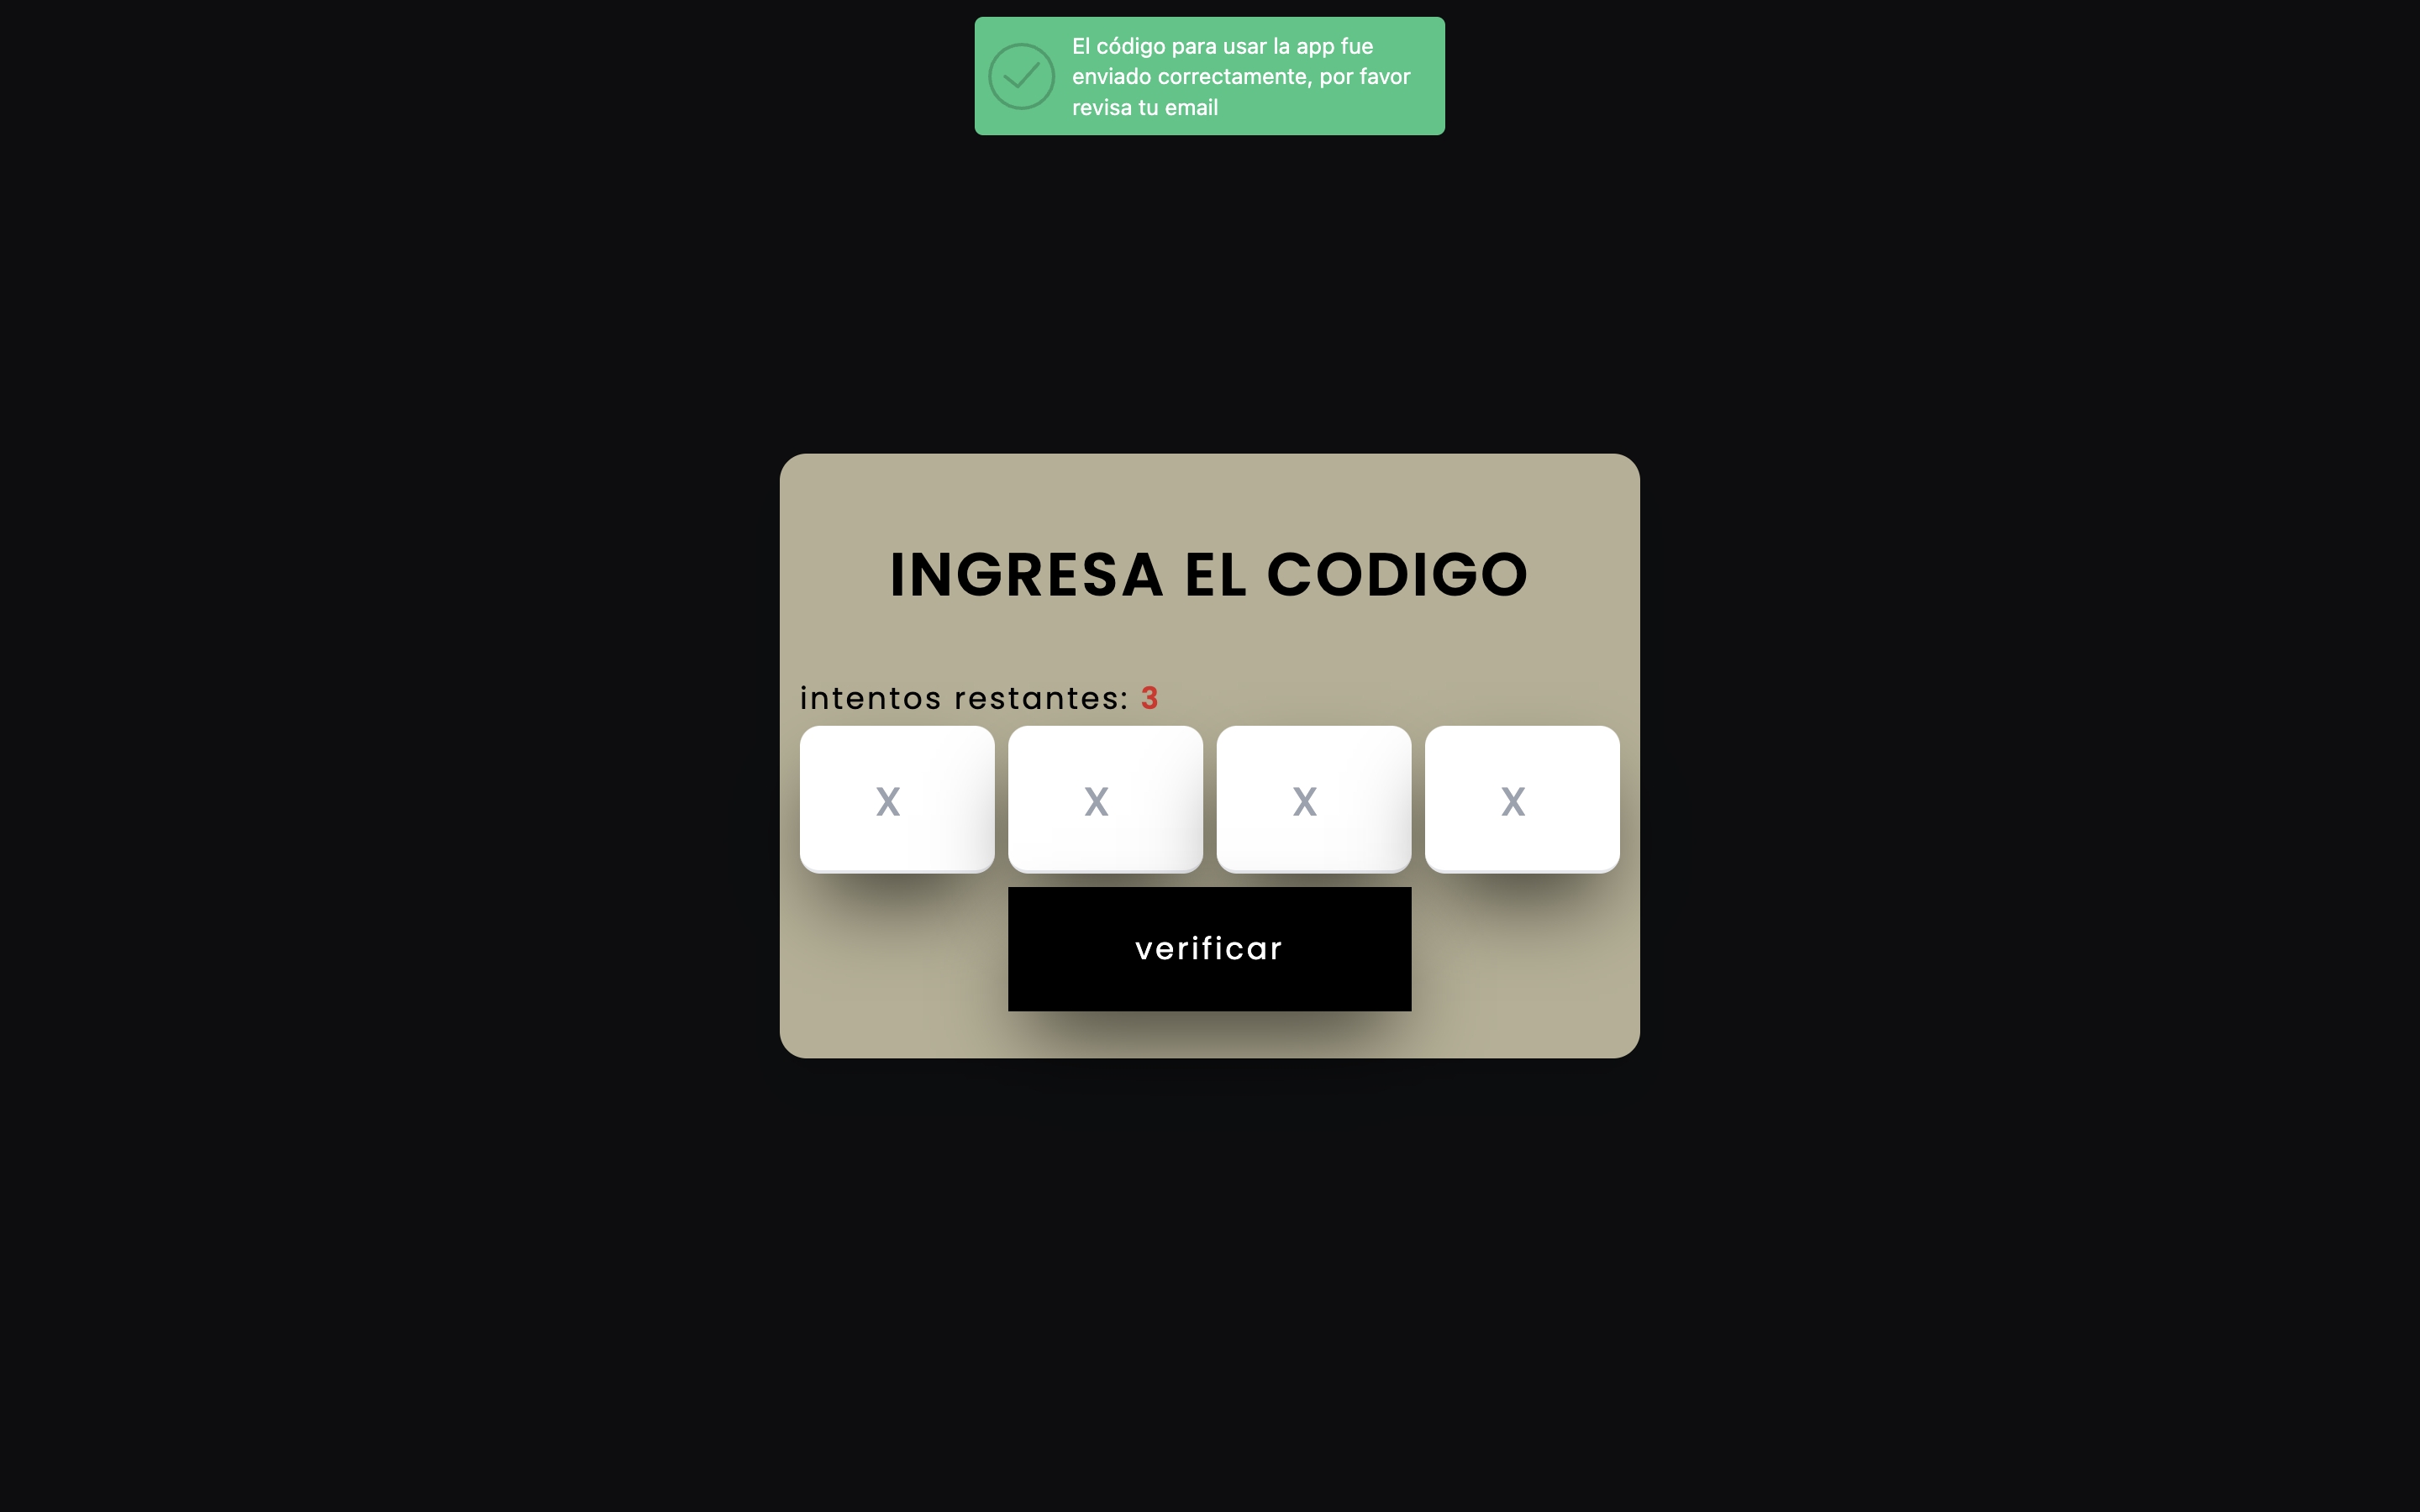 El código para usar la app fue
enviado correctamente, por favor
revisa tu email
INGRESA EL CODIGO
intentos restantes: 3
X X X X
verificar